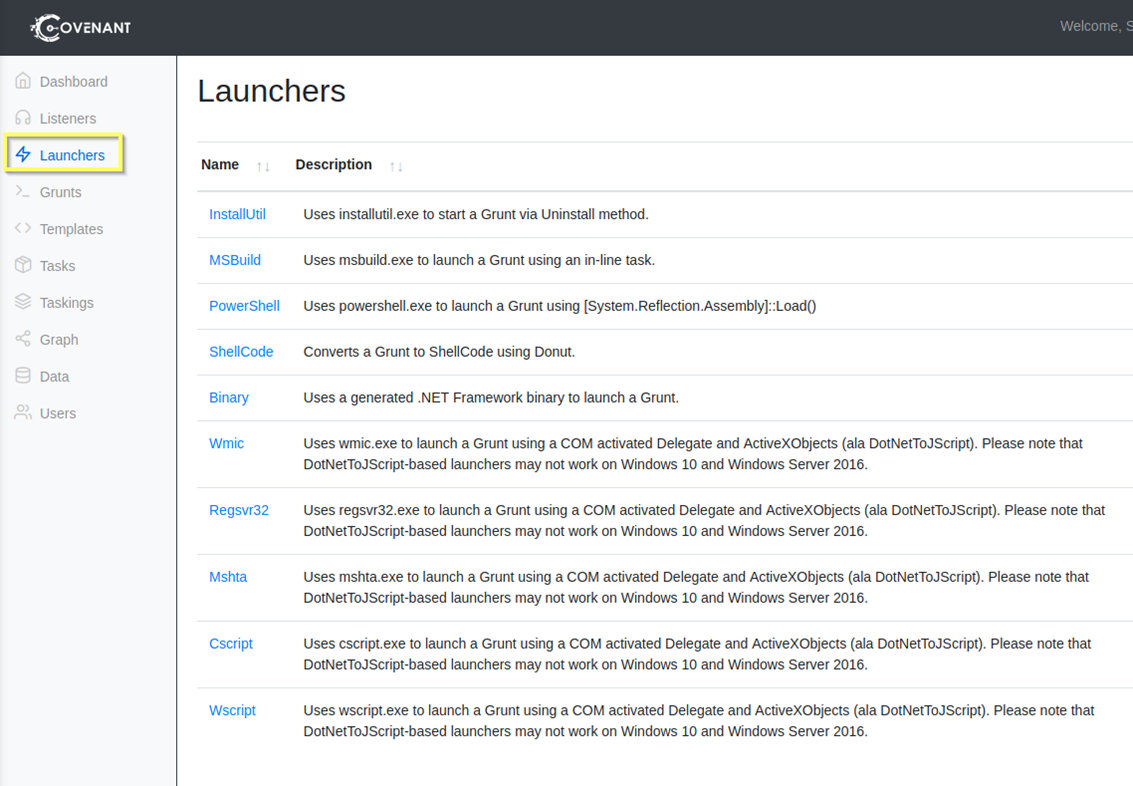 COVENANT
Welcome, S
Dashboard
Listeners
Launchers
Grunts
Templates
Tasks
Taskings
Graph
Data
Users
Launchers
Name ↑↓ Description ↑↓
InstallUtil Uses installutil.exe to start a Grunt via Uninstall method.
MSBuild Uses msbuild.exe to launch a Grunt using an in-line task.
PowerShell Uses powershell.exe to launch a Grunt using [System.Reflection.Assembly]::Load()
ShellCode Converts a Grunt to ShellCode using Donut.
Binary Uses a generated .NET Framework binary to launch a Grunt.
Wmic Uses wmic.exe to launch a Grunt using a COM activated Delegate and ActiveXObjects (ala DotNetToJScript). Please note that
DotNetToJScript-based launchers may not work on Windows 10 and Windows Server 2016.
Regsvr32 Uses regsvr32.exe to launch a Grunt using a COM activated Delegate and ActiveXObjects (ala DotNetToJScript). Please note that
DotNetToJScript-based launchers may not work on Windows 10 and Windows Server 2016.
Mshta Uses mshta.exe to launch a Grunt using a COM activated Delegate and ActiveXObjects (ala DotNetToJScript). Please note that
DotNetToJScript-based launchers may not work on Windows 10 and Windows Server 2016.
Cscript Uses cscript.exe to launch a Grunt using a COM activated Delegate and ActiveXObjects (ala DotNetToJScript). Please note that
DotNetToJScript-based launchers may not work on Windows 10 and Windows Server 2016.
Wscript Uses wscript.exe to launch a Grunt using a COM activated Delegate and ActiveXObjects (ala DotNetToJScript). Please note that
DotNetToJScript-based launchers may not work on Windows 10 and Windows Server 2016.